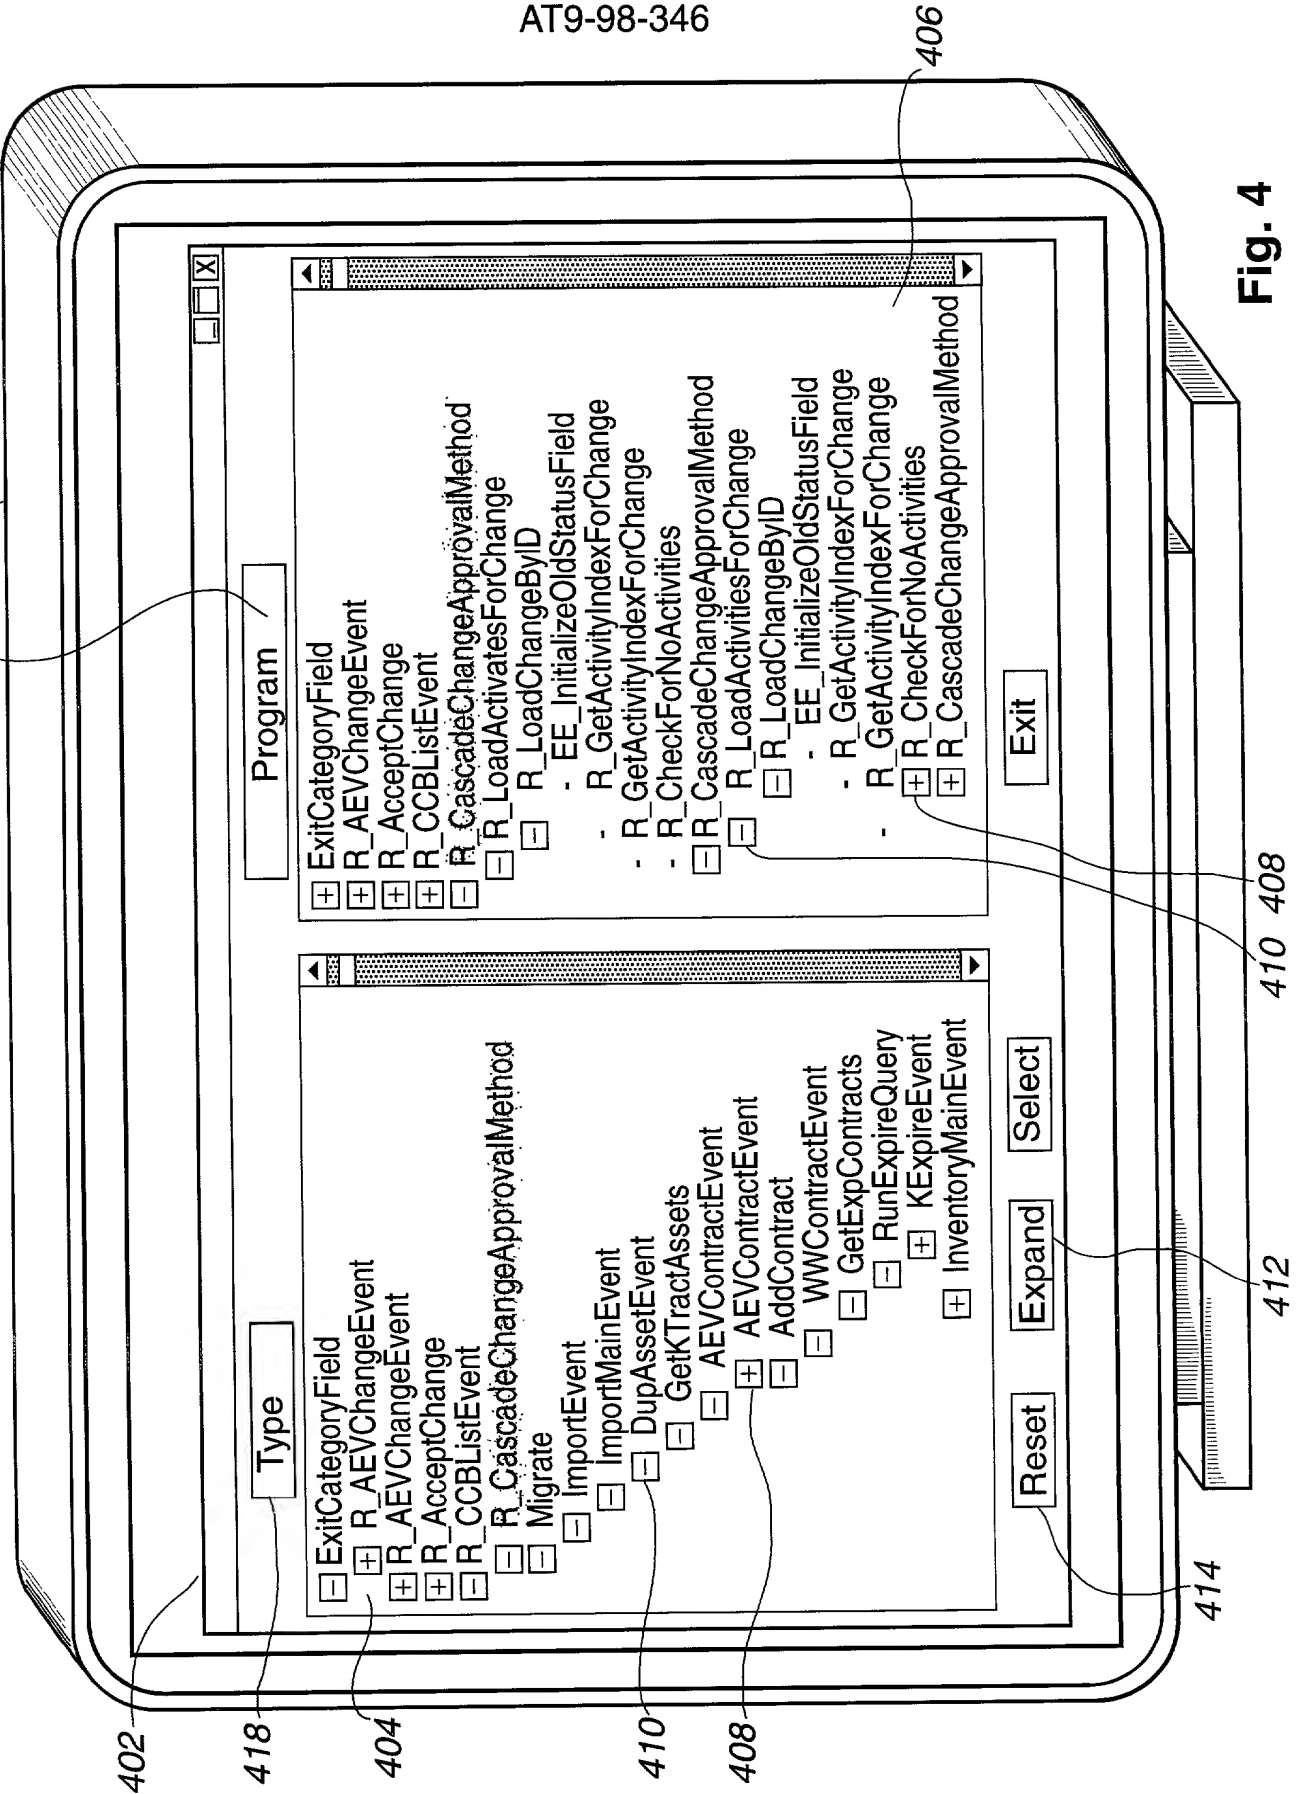 AT9-98-346
402
418
Type
Program
404
ExitCategoryField
R_AEVChangeEvent
R_AEVChangeEvent
R_AcceptChange
R_CCBListEvent
R_CascadeChangeApprovalMethod
Migrate
ImportEvent
ImportMainEvent
DupAssetEvent
GetKTractAssets
AEVContractEvent
AEVContractEvent
AddContract
WWContractEvent
GetExpContracts
RunExpireQuery
KExpireEvent
InventoryMainEvent
ExitCategoryField
R_AEVChangeEvent
R_AcceptChange
R_CCBListEvent
R_CascadeChangeApprovalMethod
R_LoadActivatesForChange
R_LoadChangeByID
- EE_InitializeOldStatusField
- R_GetActivityIndexForChange
- R_GetActivityIndexForChange
- R_CheckForNoActivities
R_CascadeChangeApprovalMethod
R_LoadActivitiesForChange
R_LoadChangeByID
- EE_InitializeOldStatusField
- R_GetActivityIndexForChange
- R_GetActivityIndexForChange
R_CheckForNoActivities
R_CascadeChangeApprovalMethod
406
410
408
Reset
Expand
Select
Exit
414
412
410
408
Fig. 4